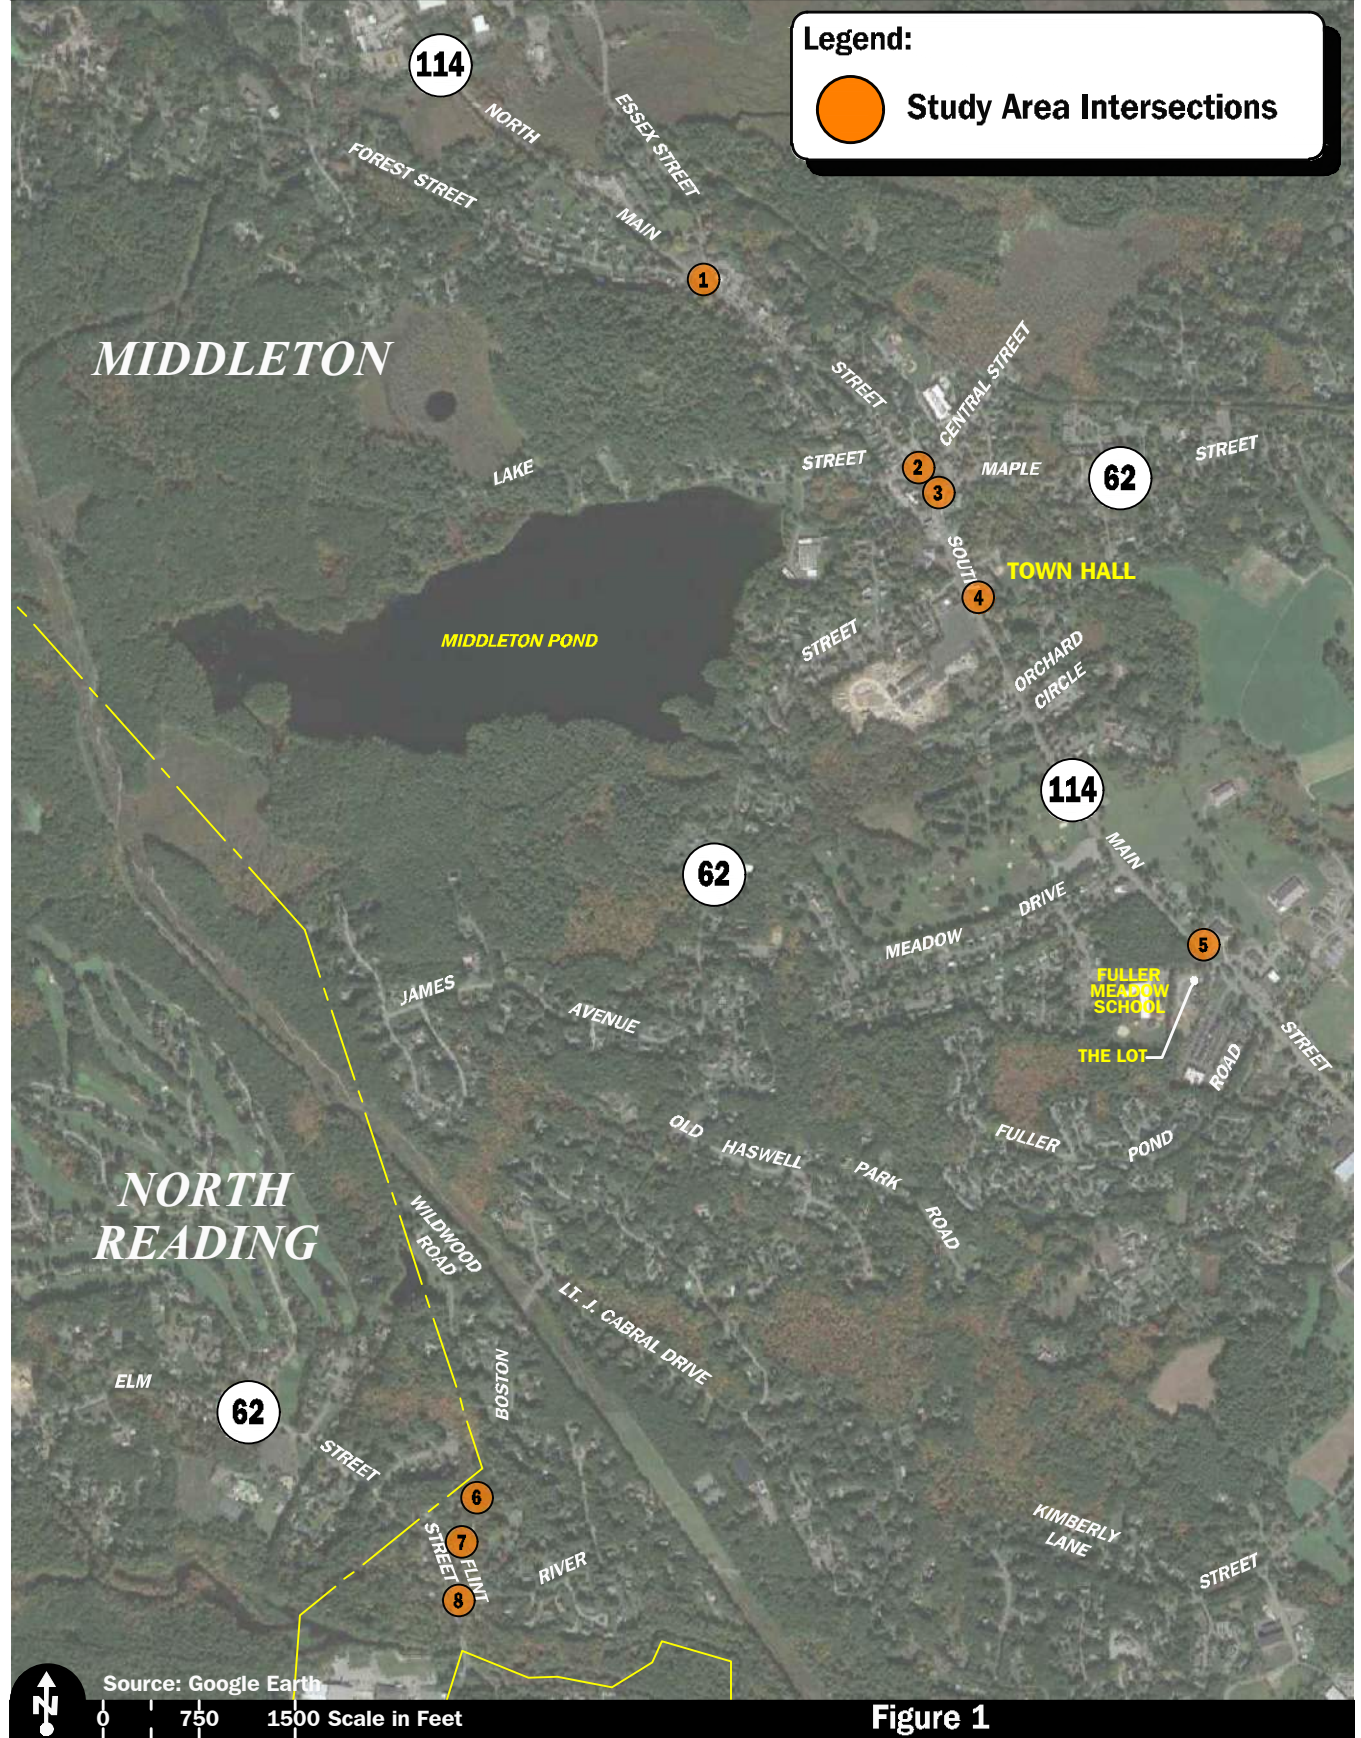 Legend:
Study Area Intersections
114
NORTH
ESSEX STREET
FOREST STREET
MAIN
1
MIDDLETON
STREET
CENTRAL STREET
LAKE
STREET
2
MAPLE
62
STREET
3
SOUTH
TOWN HALL
4
MIDDLETON POND
STREET
ORCHARD
CIRCLE
114
MAIN
62
DRIVE
MEADOW
5
FULLER
MEADOW
SCHOOL
JAMES
AVENUE
THE LOT
ROAD
STREET
OLD
HASWELL
PARK
ROAD
FULLER
POND
NORTH
READING
WILDWOOD
ROAD
LT. J. CABRAL DRIVE
BOSTON
ELM
62
STREET
6
7
STREET
FLINT
8
RIVER
KIMBERLY
LANE
STREET
Source: Google Earth
N
0 750 1500 Scale in Feet
Figure 1